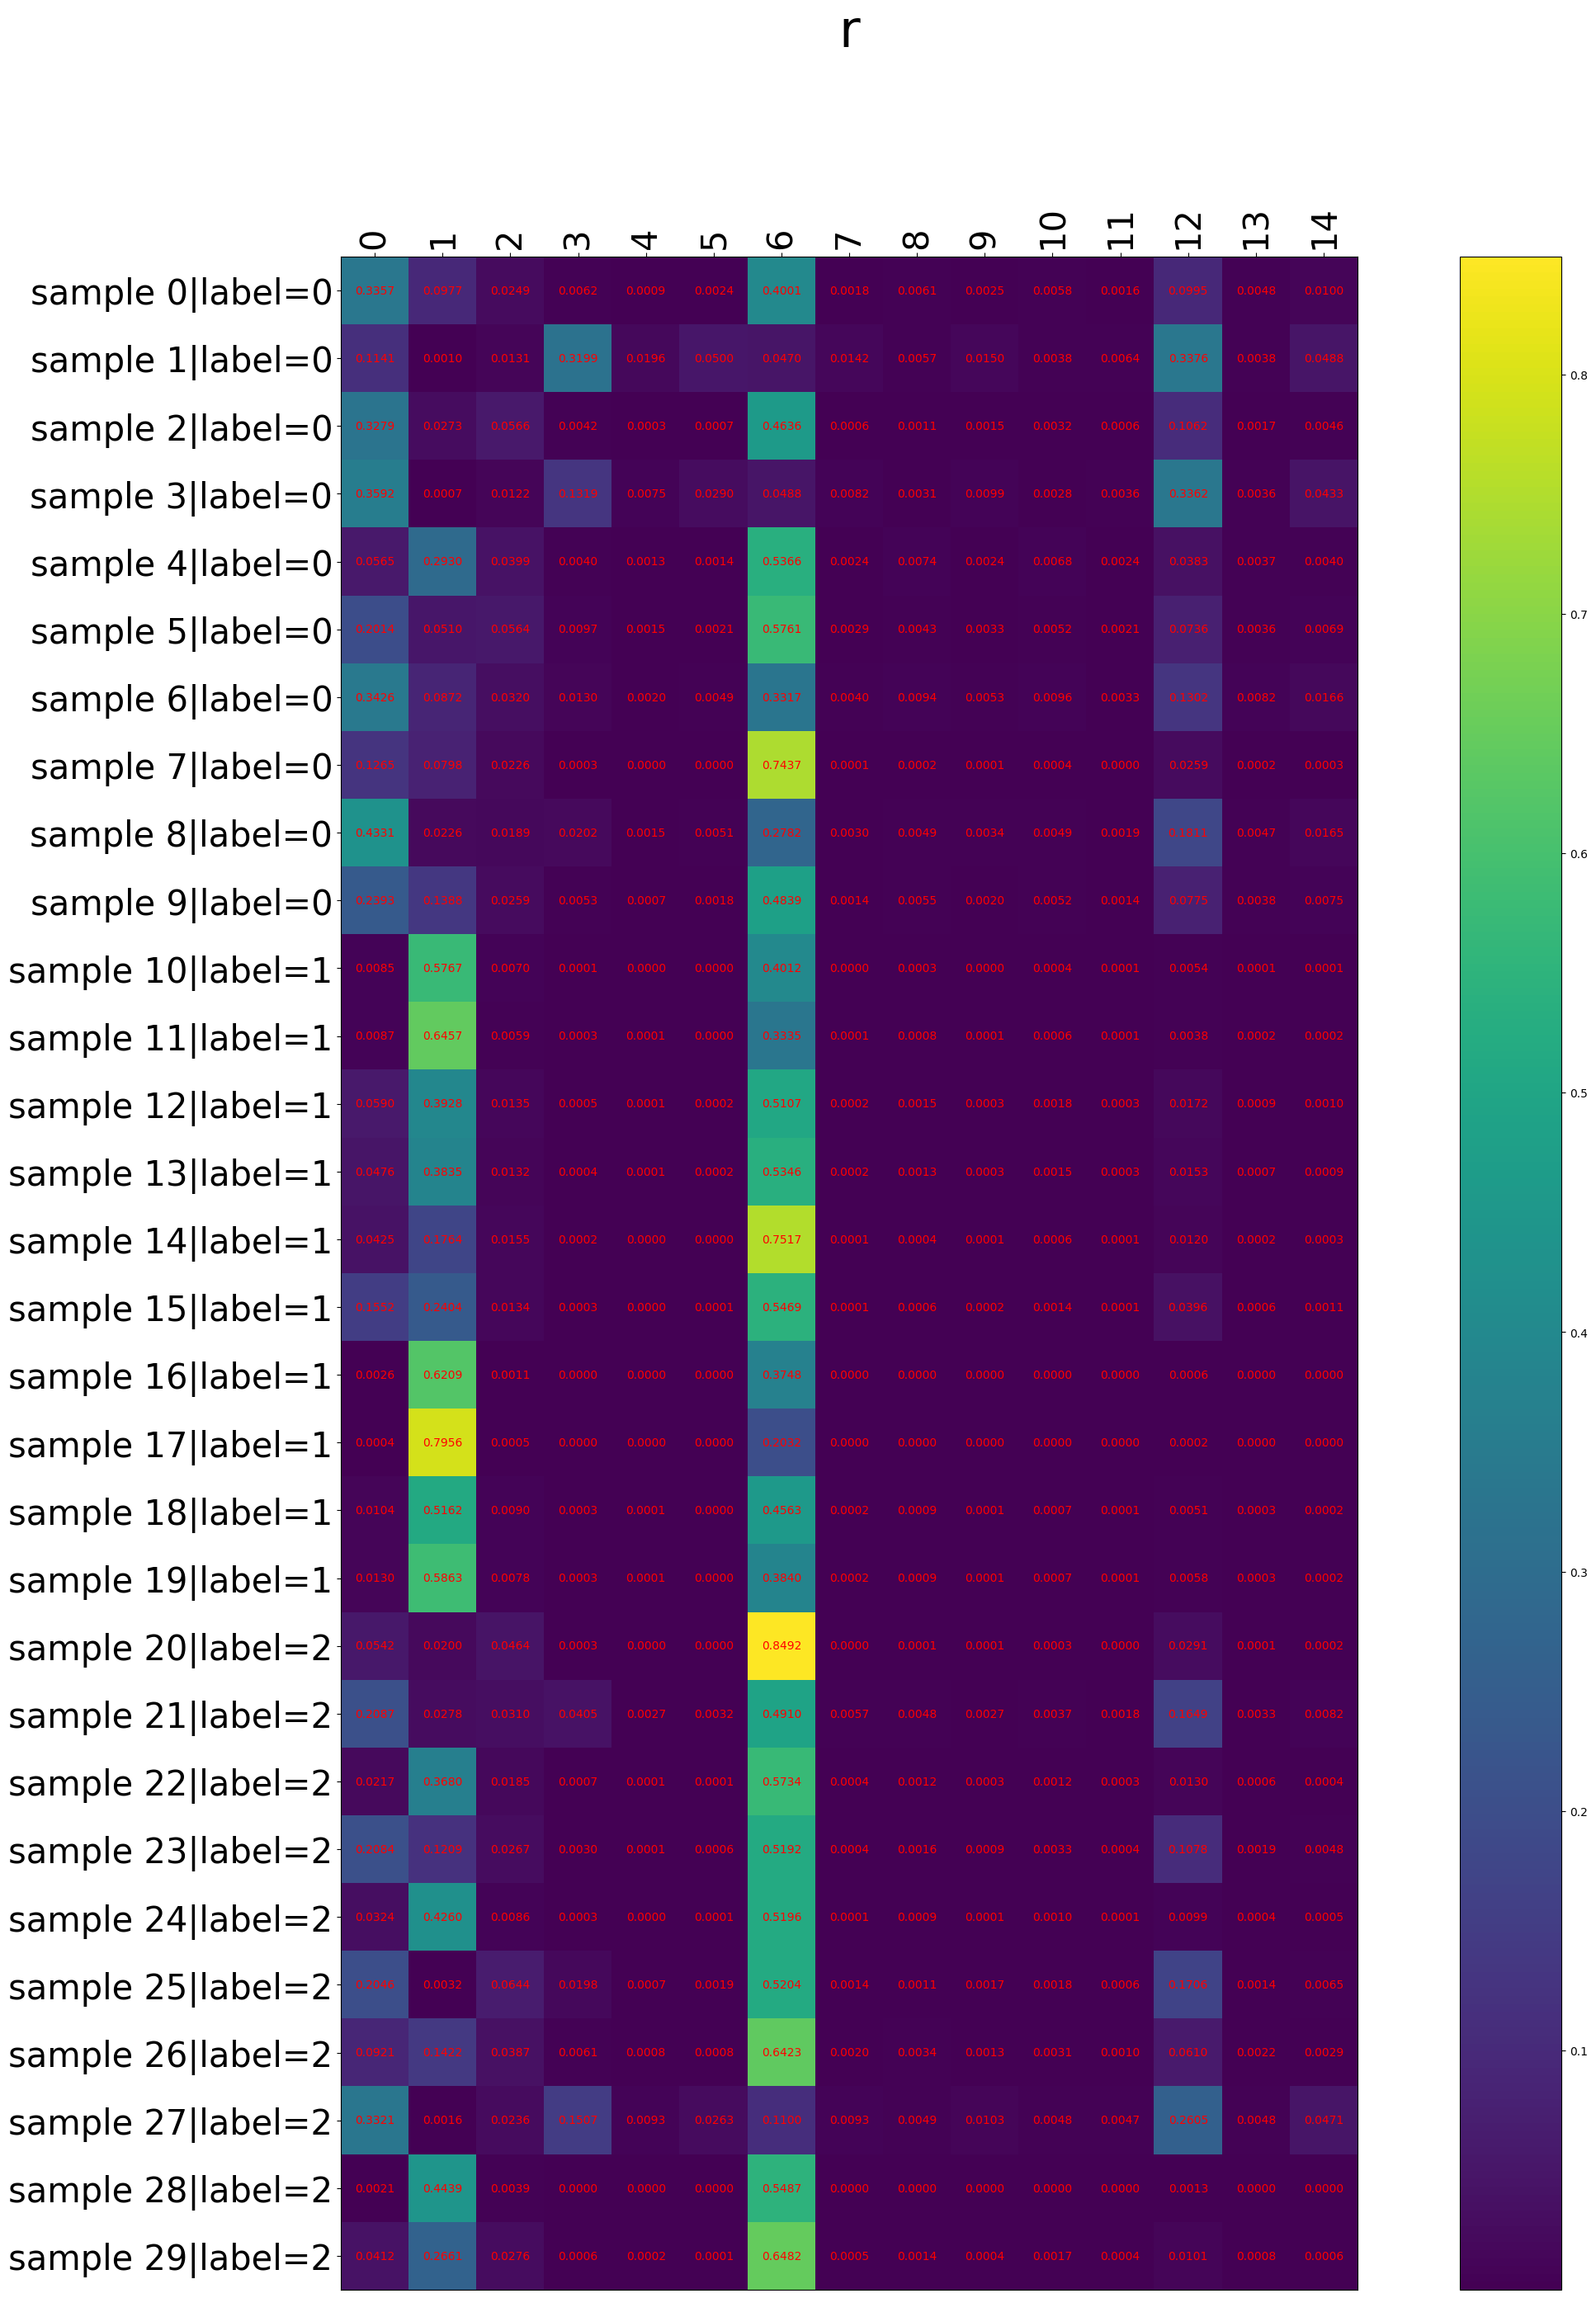 r
0 1 2 3 4 5 6 7 8 9 10 11 12 13 14
sample 0|label=0 0.3357 0.0977 0.0249 0.0062 0.0009 0.0024 0.4001 0.0018 0.0061 0.0025 0.0058 0.0016 0.0995 0.0048 0.0100
sample 1|label=0 0.1141 0.0010 0.0131 0.3199 0.0196 0.0500 0.0470 0.0142 0.0057 0.0150 0.0038 0.0064 0.3376 0.0038 0.0488
sample 2|label=0 0.3279 0.0273 0.0566 0.0042 0.0003 0.0007 0.4636 0.0006 0.0011 0.0015 0.0032 0.0006 0.1062 0.0017 0.0046
sample 3|label=0 0.3592 0.0007 0.0122 0.0075 0.0290 0.0488 0.0082 0.0031 0.0099 0.0028 0.0036 0.3362 0.0036 0.0433
sample 4|label=0 0.0565 0.2930 0.0399 0.0040 0.0013 0.0014 0.5366 0.0024 0.0074 0.0024 0.0068 0.0024 0.0383 0.0037 0.0040
sample 5|label=0 0.0510 0.0564 0.0097 0.0015 0.0021 0.5761 0.0029 0.0043 0.0033 0.0052 0.0021 0.0736 0.0036 0.0069
sample 6|label=0 0.3426 0.0872 0.0320 0.0130 0.0020 0.0049 0.3317 0.0040 0.0094 0.0053 0.0096 0.0033 0.1302 0.0082 0.0166
sample 7|label=0 0.1265 0.0798 0.0226 0.0003 0.0000 0.0000 0.7437 0.0001 0.0002 0.0001 0.0004 0.0000 0.0259 0.0002 0.0003
sample 8|label=0 0.4331 0.0226 0.0189 0.0202 0.0015 0.0051 0.2782 0.0030 0.0049 0.0034 0.0049 0.0019 0.0047 0.0165
sample 9|label=0 0.0259 0.0053 0.0007 0.0018 0.4839 0.0014 0.0055 0.0020 0.0052 0.0014 0.0775 0.0038 0.0075
sample 10|label=1 0.0085 0.5767 0.0070 0.0001 0.0000 0.0000 0.4012 0.0000 0.0003 0.0000 0.0004 0.0001 0.0054 0.0001 0.0001
sample 11|label=1 0.0087 0.6457 0.0059 0.0003 0.0001 0.0000 0.3335 0.0001 0.0008 0.0001 0.0006 0.0001 0.0038 0.0002 0.0002
sample 12|label=1 0.0590 0.3928 0.0135 0.0005 0.0001 0.0002 0.5107 0.0002 0.0015 0.0003 0.0018 0.0003 0.0172 0.0009 0.0010
sample 13|label=1 0.0476 0.3835 0.0132 0.0004 0.0001 0.0002 0.5346 0.0002 0.0013 0.0003 0.0015 0.0003 0.0153 0.0007 0.0009
sample 14|label=1 0.0425 0.0155 0.0002 0.0000 0.0000 0.7517 0.0001 0.0004 0.0001 0.0006 0.0001 0.0120 0.0002 0.0003
sample 15|label=1 0.2404 0.0134 0.0003 0.0000 0.0001 0.5469 0.0001 0.0006 0.0002 0.0014 0.0001 0.0396 0.0006 0.0011
sample 16|label=1 0.0026 0.6209 0.0011 0.0000 0.0000 0.0000 0.3748 0.0000 0.0000 0.0000 0.0000 0.0000 0.0006 0.0000 0.0000
sample 17|label=1 0.0004 0.7956 0.0005 0.0000 0.0000 0.0000 0.0000 0.0000 0.0000 0.0000 0.0000 0.0002 0.0000 0.0000
sample 18|label=1 0.0104 0.5162 0.0090 0.0003 0.0001 0.0000 0.4563 0.0002 0.0009 0.0001 0.0007 0.0001 0.0051 0.0003 0.0002
sample 19|label=1 0.0130 0.5863 0.0078 0.0003 0.0001 0.0000 0.3840 0.0002 0.0009 0.0001 0.0007 0.0001 0.0058 0.0003 0.0002
sample 20|label=2 0.0542 0.0200 0.0464 0.0003 0.0000 0.0000 0.8492 0.0000 0.0001 0.0001 0.0003 0.0000 0.0291 0.0001 0.0002
sample 21|label=2 0.0278 0.0310 0.0405 0.0027 0.0032 0.4910 0.0057 0.0048 0.0027 0.0037 0.0018 0.0033 0.0082
sample 22|label=2 0.0217 0.3680 0.0185 0.0007 0.0001 0.0001 0.5734 0.0004 0.0012 0.0003 0.0012 0.0003 0.0130 0.0006 0.0004
sample 23|label=2 0.1209 0.0267 0.0030 0.0001 0.0006 0.5192 0.0004 0.0016 0.0009 0.0033 0.0004 0.1078 0.0019 0.0048
sample 24|label=2 0.0324 0.4260 0.0086 0.0003 0.0000 0.0001 0.5196 0.0001 0.0009 0.0001 0.0010 0.0001 0.0099 0.0004 0.0005
sample 25|label=2 0.0032 0.0644 0.0198 0.0007 0.0019 0.5204 0.0014 0.0011 0.0017 0.0018 0.0006 0.0014 0.0065
sample 26|label=2 0.0921 0.0387 0.0061 0.0008 0.0008 0.6423 0.0020 0.0034 0.0013 0.0031 0.0010 0.0610 0.0022 0.0029
sample 27|label=2 0.3321 0.0016 0.0236 0.0093 0.0263 0.1100 0.0093 0.0049 0.0103 0.0048 0.0047 0.2605 0.0048 0.0471
sample 28|label=2 0.0021 0.4439 0.0039 0.0000 0.0000 0.0000 0.5487 0.0000 0.0000 0.0000 0.0000 0.0000 0.0013 0.0000 0.0000
sample 29|label=2 0.0412 0.0276 0.0006 0.0002 0.0001 0.6482 0.0005 0.0014 0.0004 0.0017 0.0004 0.0101 0.0008 0.0006
0.8
0.7
0.6
0.5
0.4
0.3
0.2
0.1